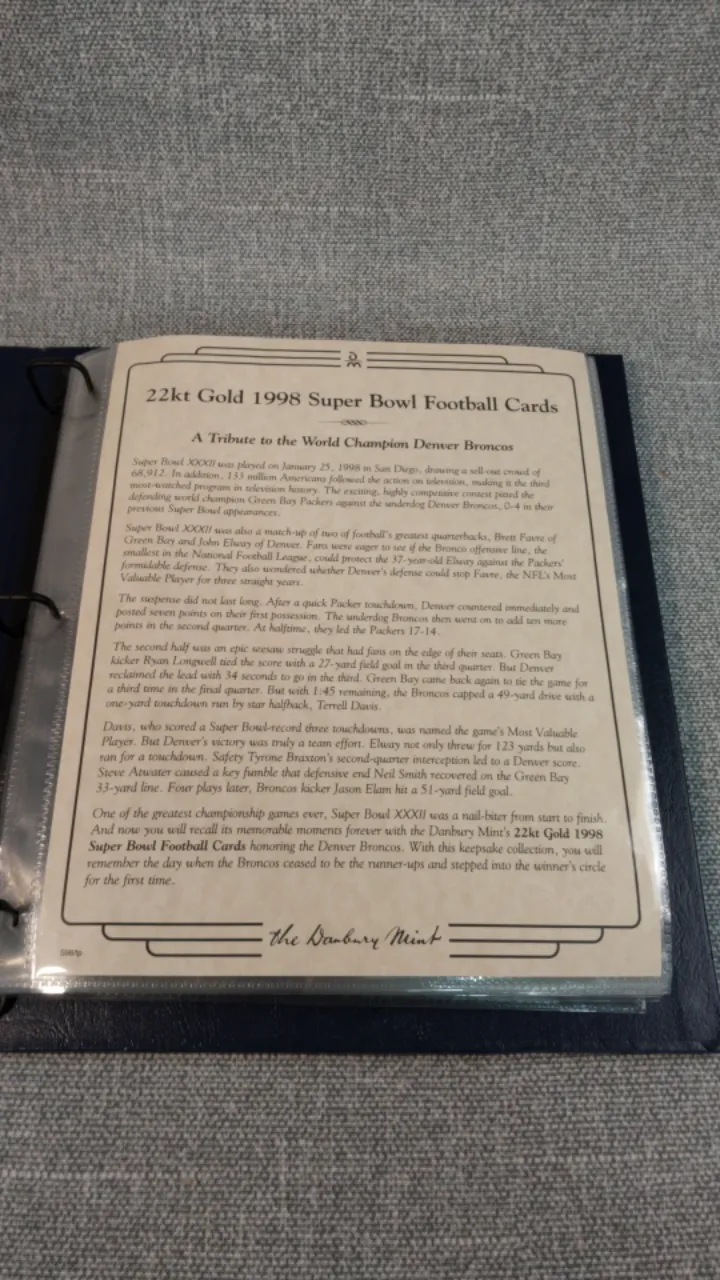 22kt Gold 1998 Super Bowl Football Cards
A Tribute to the World Champion Denver Broncos
Super Bowl XXXII was played on January 25, 1998 in San Diego, drawing a sell-out crowd of
68,912. In addition, 133 million Americans followed the action on television, making it the third
most-watched program in television history. The exciting, highly competitive contest pitted the
defending world champion Green Bay Packers against the underdog Denver Broncos, 0-4 in their
previous Super Bowl appearances.
Super Bowl XXXII was also a match-up of two of football's greatest quarterbacks, Brett Favre of
Green Bay and John Elway of Denver. Fans were eager to see if the Bronco offensive line, the
smallest in the National Football League, could protect the 37-year-old Elway against the Packers'
formidable defense. They also wondered whether Denver's defense could stop Favre, the NFL's Most
Valuable Player for three straight years.
The suspense did not last long. After a quick Packer touchdown, Denver countered immediately and
posted seven points on their first possession. The underdog Broncos then went on to add ten more
points in the second quarter. At halftime, they led the Packers 17-14.
The second half was an epic seesaw struggle that had fans on the edge of their seats. Green Bay
kicker Ryan Longwell tied the score with a 27-yard field goal in the third quarter. But Denver
reclaimed the lead with 34 seconds to go in the third. Green Bay came back again to tie the game for
a third time in the final quarter. But with 1:45 remaining, the Broncos capped a 49-yard drive with a
one-yard touchdown run by star halfback, Terrell Davis.
Davis, who scored a Super Bowl-record three touchdowns, was named the game's Most Valuable
Player. But Denver's victory was truly a team effort. Elway not only threw for 123 yards but also
ran for a touchdown. Safety Tyrone Braxton's second-quarter interception led to a Denver score.
Steve Atwater caused a key fumble that defensive end Neil Smith recovered on the Green Bay
33-yard line. Four plays later, Broncos kicker Jason Elam hit a 51-yard field goal.
One of the greatest championship games ever, Super Bowl XXXII was a nail-biter from start to finish.
And now you will recall its memorable moments forever with the Danbury Mint's 22kt Gold 1998
Super Bowl Football Cards honoring the Denver Broncos. With this keepsake collection, you will
remember the day when the Broncos ceased to be the runner-ups and stepped into the winner's circle
for the first time.
the Danbury Mint